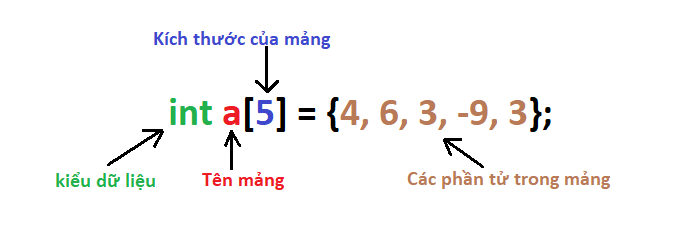 Kích thước của mảng
int a[5] = {4, 6, 3, -9, 3};
kiểu dữ liệu
Tên mảng
Các phần tử trong mảng